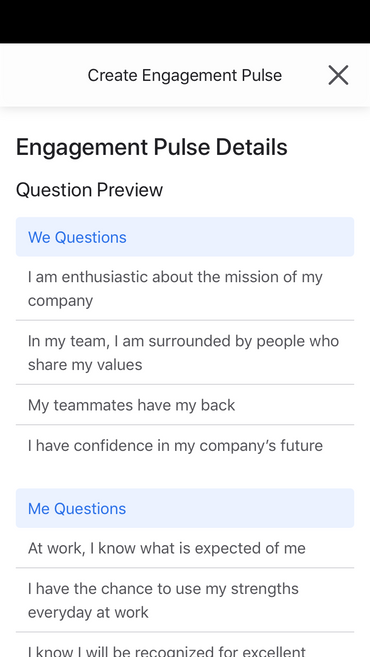 Create Engagement Pulse
Engagement Pulse Details
Question Preview
We Questions
I am enthusiastic about the mission of my
company
In my team, I am surrounded by people who
share my values
My teammates have my back
I have confidence in my company’s future
Me Questions
At work, I know what is expected of me
I have the chance to use my strengths
everyday at work
I know I will be recognized for excellent